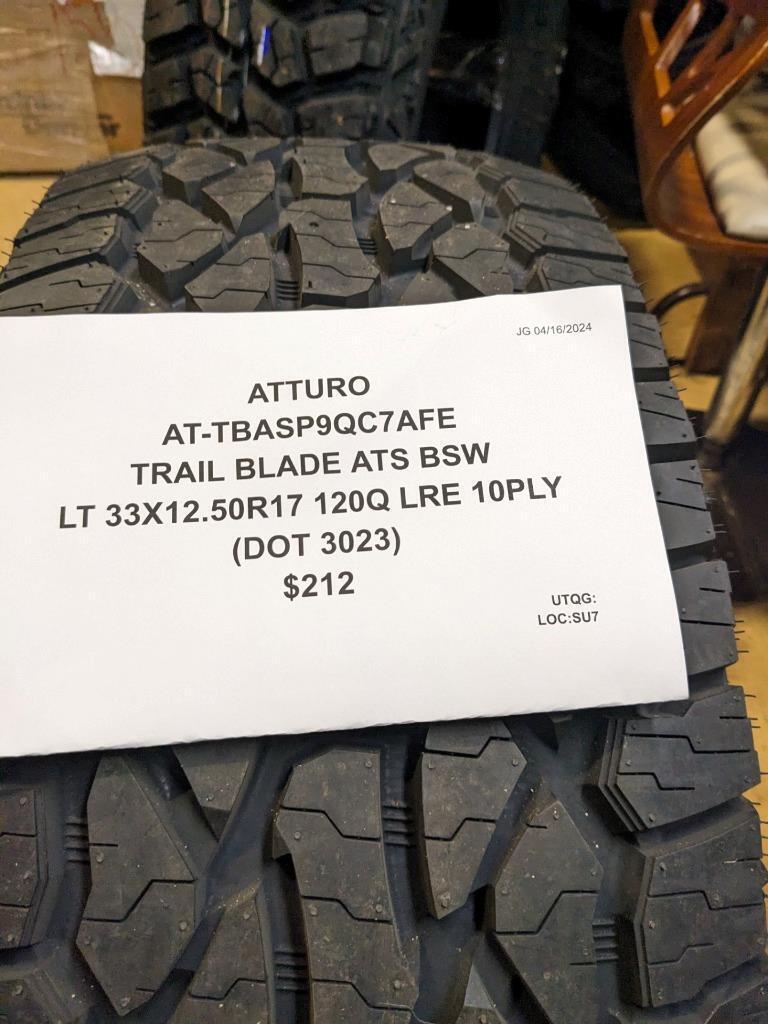 JG 04/16/2024
ATTURO
AT-TBASP9QC7AFE
TRAIL BLADE ATS BSW
LT 33X12.50R17 120Q LRE 10PLY
(DOT 3023)
$212
UTQG:
LOC:SU7